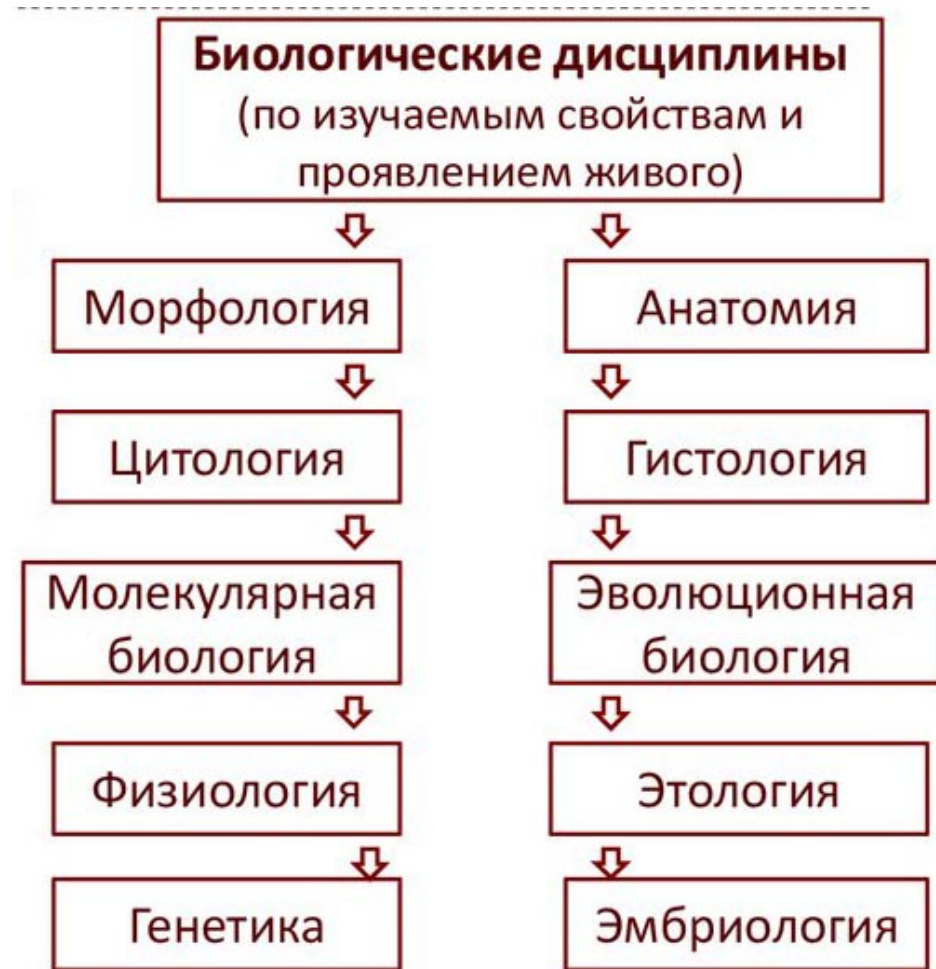 Биологические дисциплины
(по изучаемым свойствам и
проявлением живого)
Морфология
Анатомия
Цитология
Гистология
Молекулярная
биология
Эволюционная
биология
Физиология
Этология
Генетика
Эмбриология